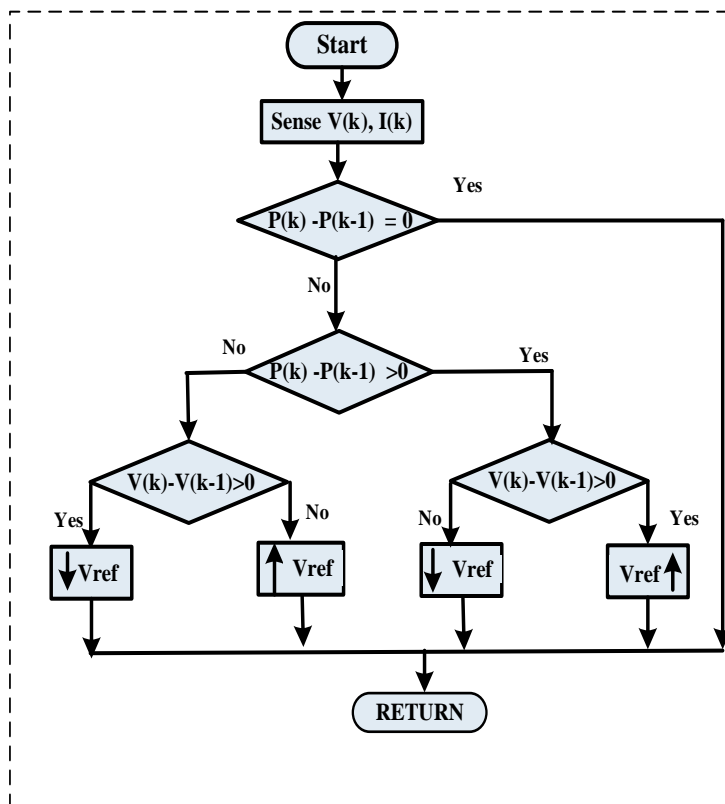 Start
Sense V(k), I(k)
Yes
P(k) -P(k-1) = 0
No
No
Yes
P(k) -P(k-1) >0
V(k)-V(k-1)>0
V(k)-V(k-1)>0
Yes
No
No
Yes
Vref
Vref
Vref
Vref
RETURN